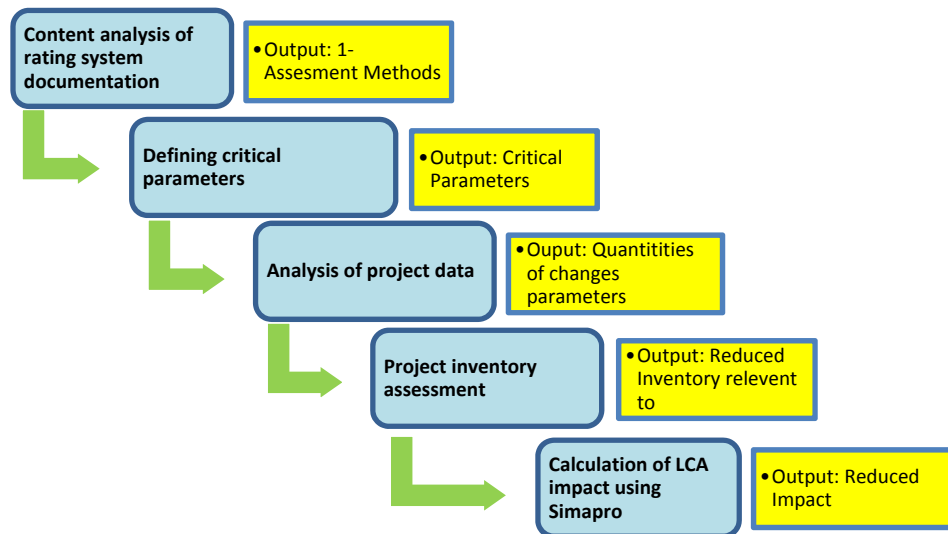 Content analysis of
rating system
documentation
•Output: 1-
Assesment Methods
Defining critical
parameters
•Output: Critical
Parameters
Analysis of project data
•Ouput: Quantitities
of changes
parameters
Project inventory
assessment
•Output: Reduced
Inventory relevent
to
Calculation of LCA
impact using
Simapro
•Output: Reduced
Impact